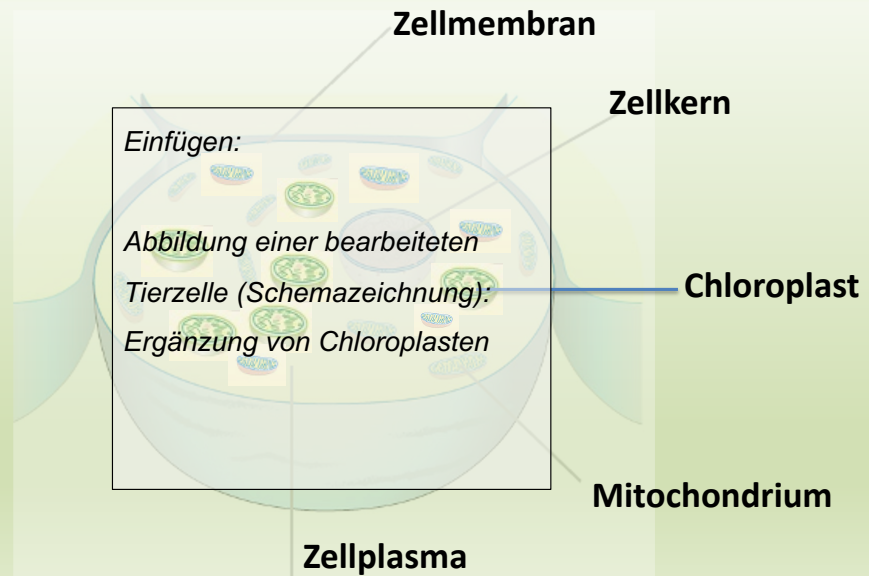 Zellmembran
Zellkern
Einfügen:
Abbildung einer bearbeiteten
Tierzelle (Schemazeichnung):
Ergänzung von Chloroplasten
Chloroplast
Mitochondrium
Zellplasma